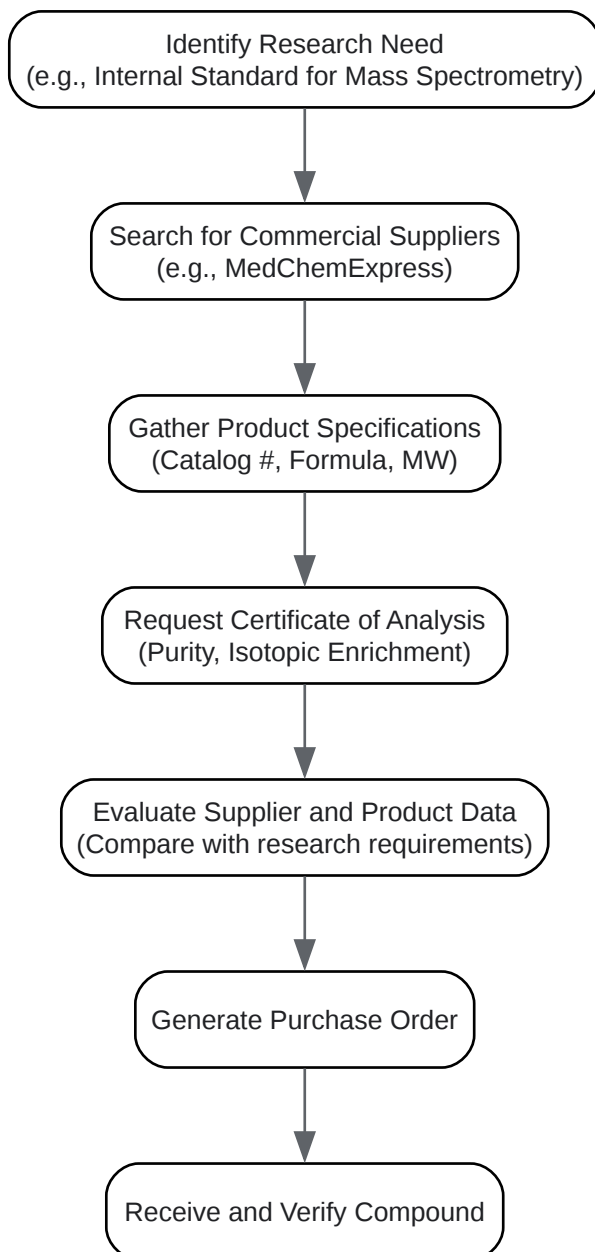 Identify Research Need
(e.g., Internal Standard for Mass Spectrometry)
Search for Commercial Suppliers
(e.g., MedChemExpress)
Gather Product Specifications
(Catalog #, Formula, MW)
Request Certificate of Analysis
(Purity, Isotopic Enrichment)
Evaluate Supplier and Product Data
(Compare with research requirements)
Generate Purchase Order
Receive and Verify Compound